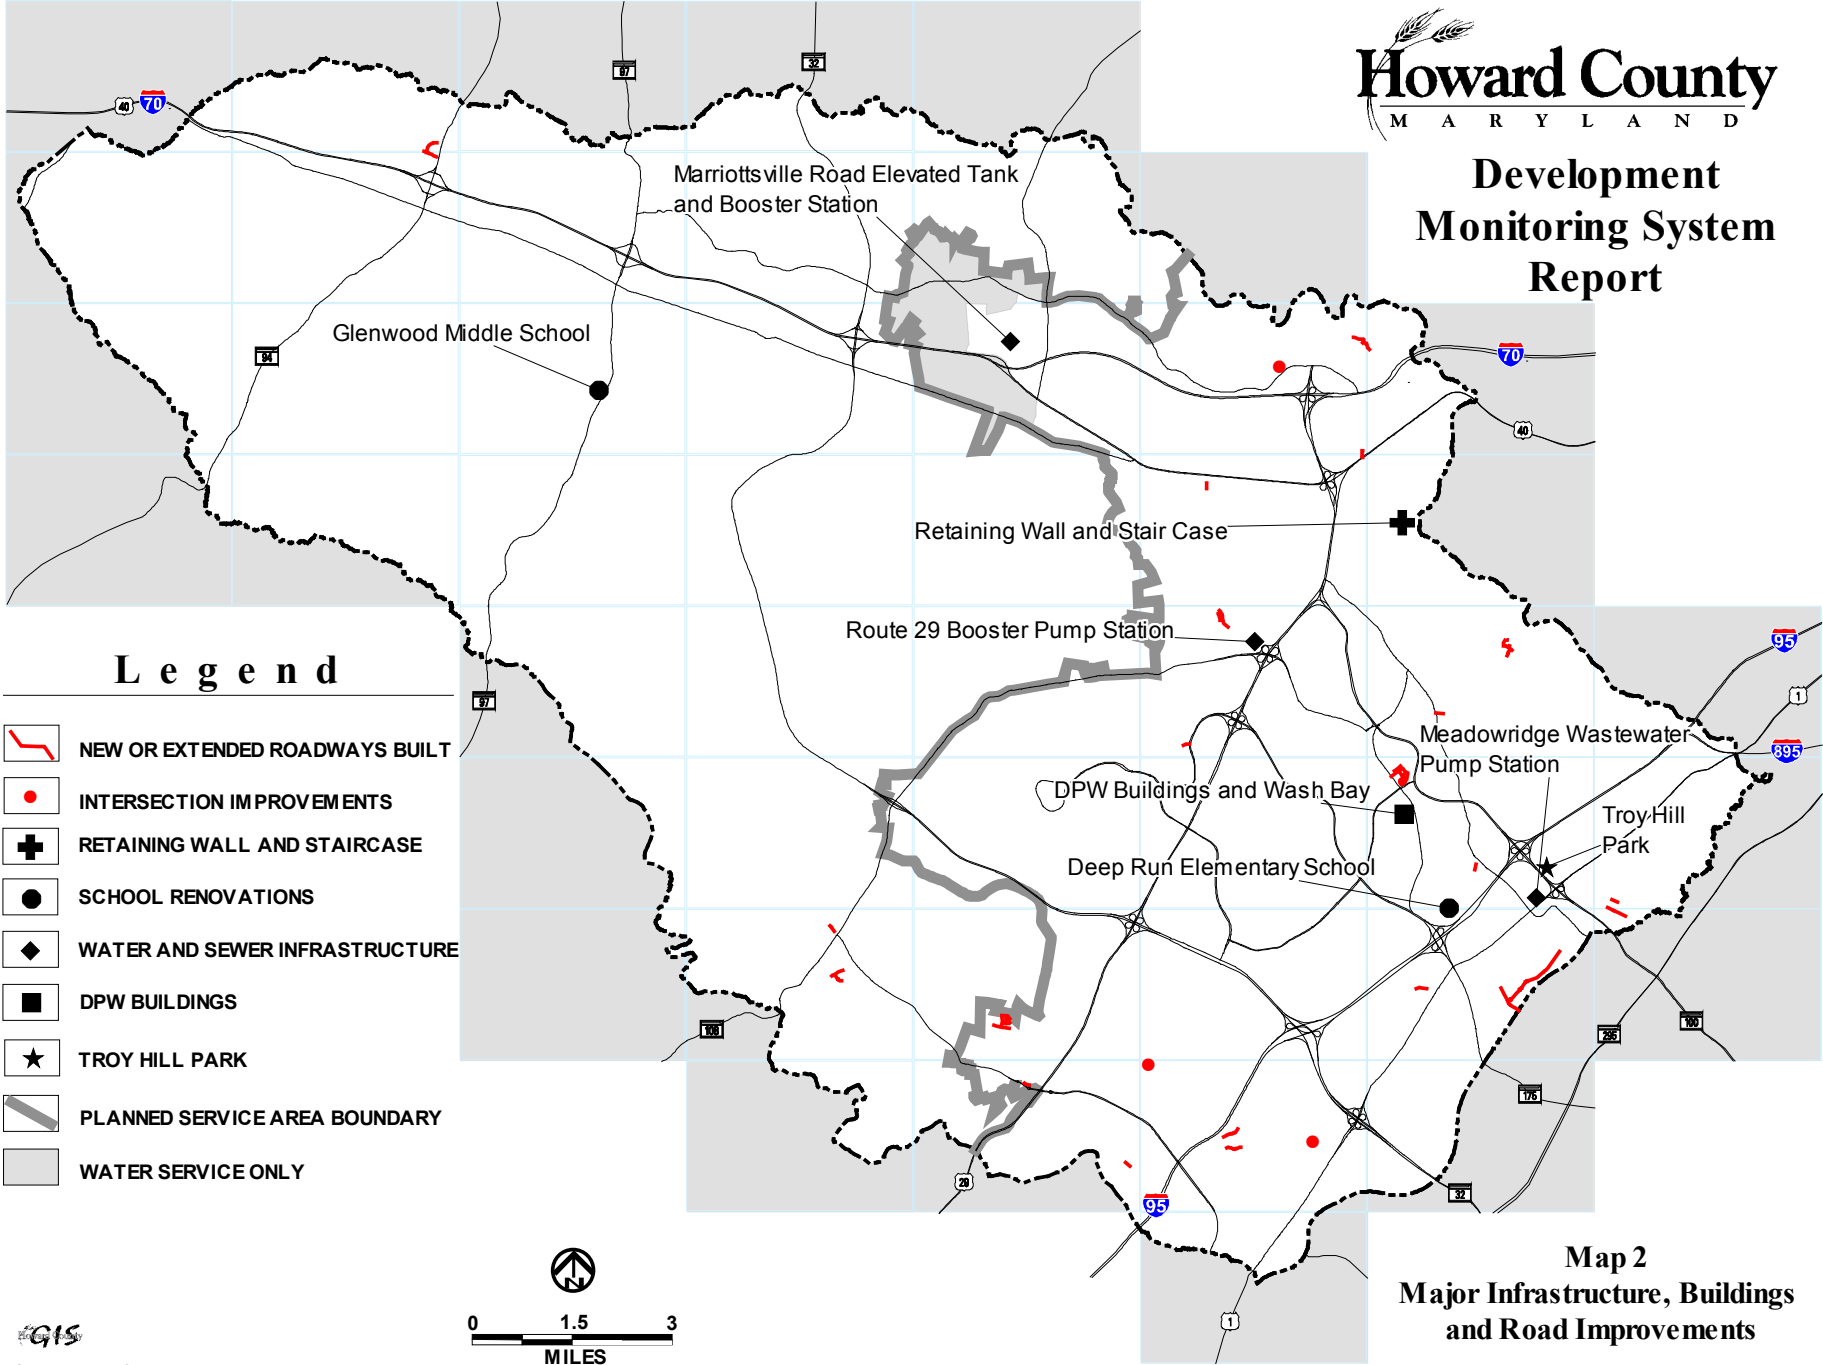 Howard County
MARYLAND
Development
Monitoring System
Report
40
70
97
32
Marriottsville Road Elevated Tank
and Booster Station
Glenwood Middle School
94
70
40
Retaining Wall and Stair Case
Route 29 Booster Pump Station
95
1
895
97
Meadowridge Wastewater
Pump Station
DPW Buildings and Wash Bay
Troy Hill
Park
Deep Run Elementary School
108
295
100
175
29
32
95
1
Legend
NEW OR EXTENDED ROADWAYS BUILT
INTERSECTION IMPROVEMENTS
RETAINING WALL AND STAIRCASE
SCHOOL RENOVATIONS
WATER AND SEWER INFRASTRUCTURE
DPW BUILDINGS
TROY HILL PARK
PLANNED SERVICE AREA BOUNDARY
WATER SERVICE ONLY
N
0 1.5 3
MILES
Howard County
GIS
Map 2
Major Infrastructure, Buildings
and Road Improvements